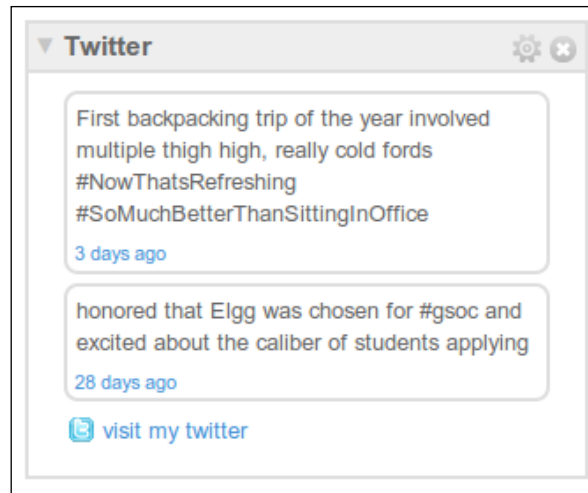 Twitter
First backpacking trip of the year involved
multiple thigh high, really cold fords
#NowThatsRefreshing
#SoMuchBetterThanSittingInOffice
3 days ago
honored that Elgg was chosen for #gsoc and
excited about the caliber of students applying
28 days ago
visit my twitter